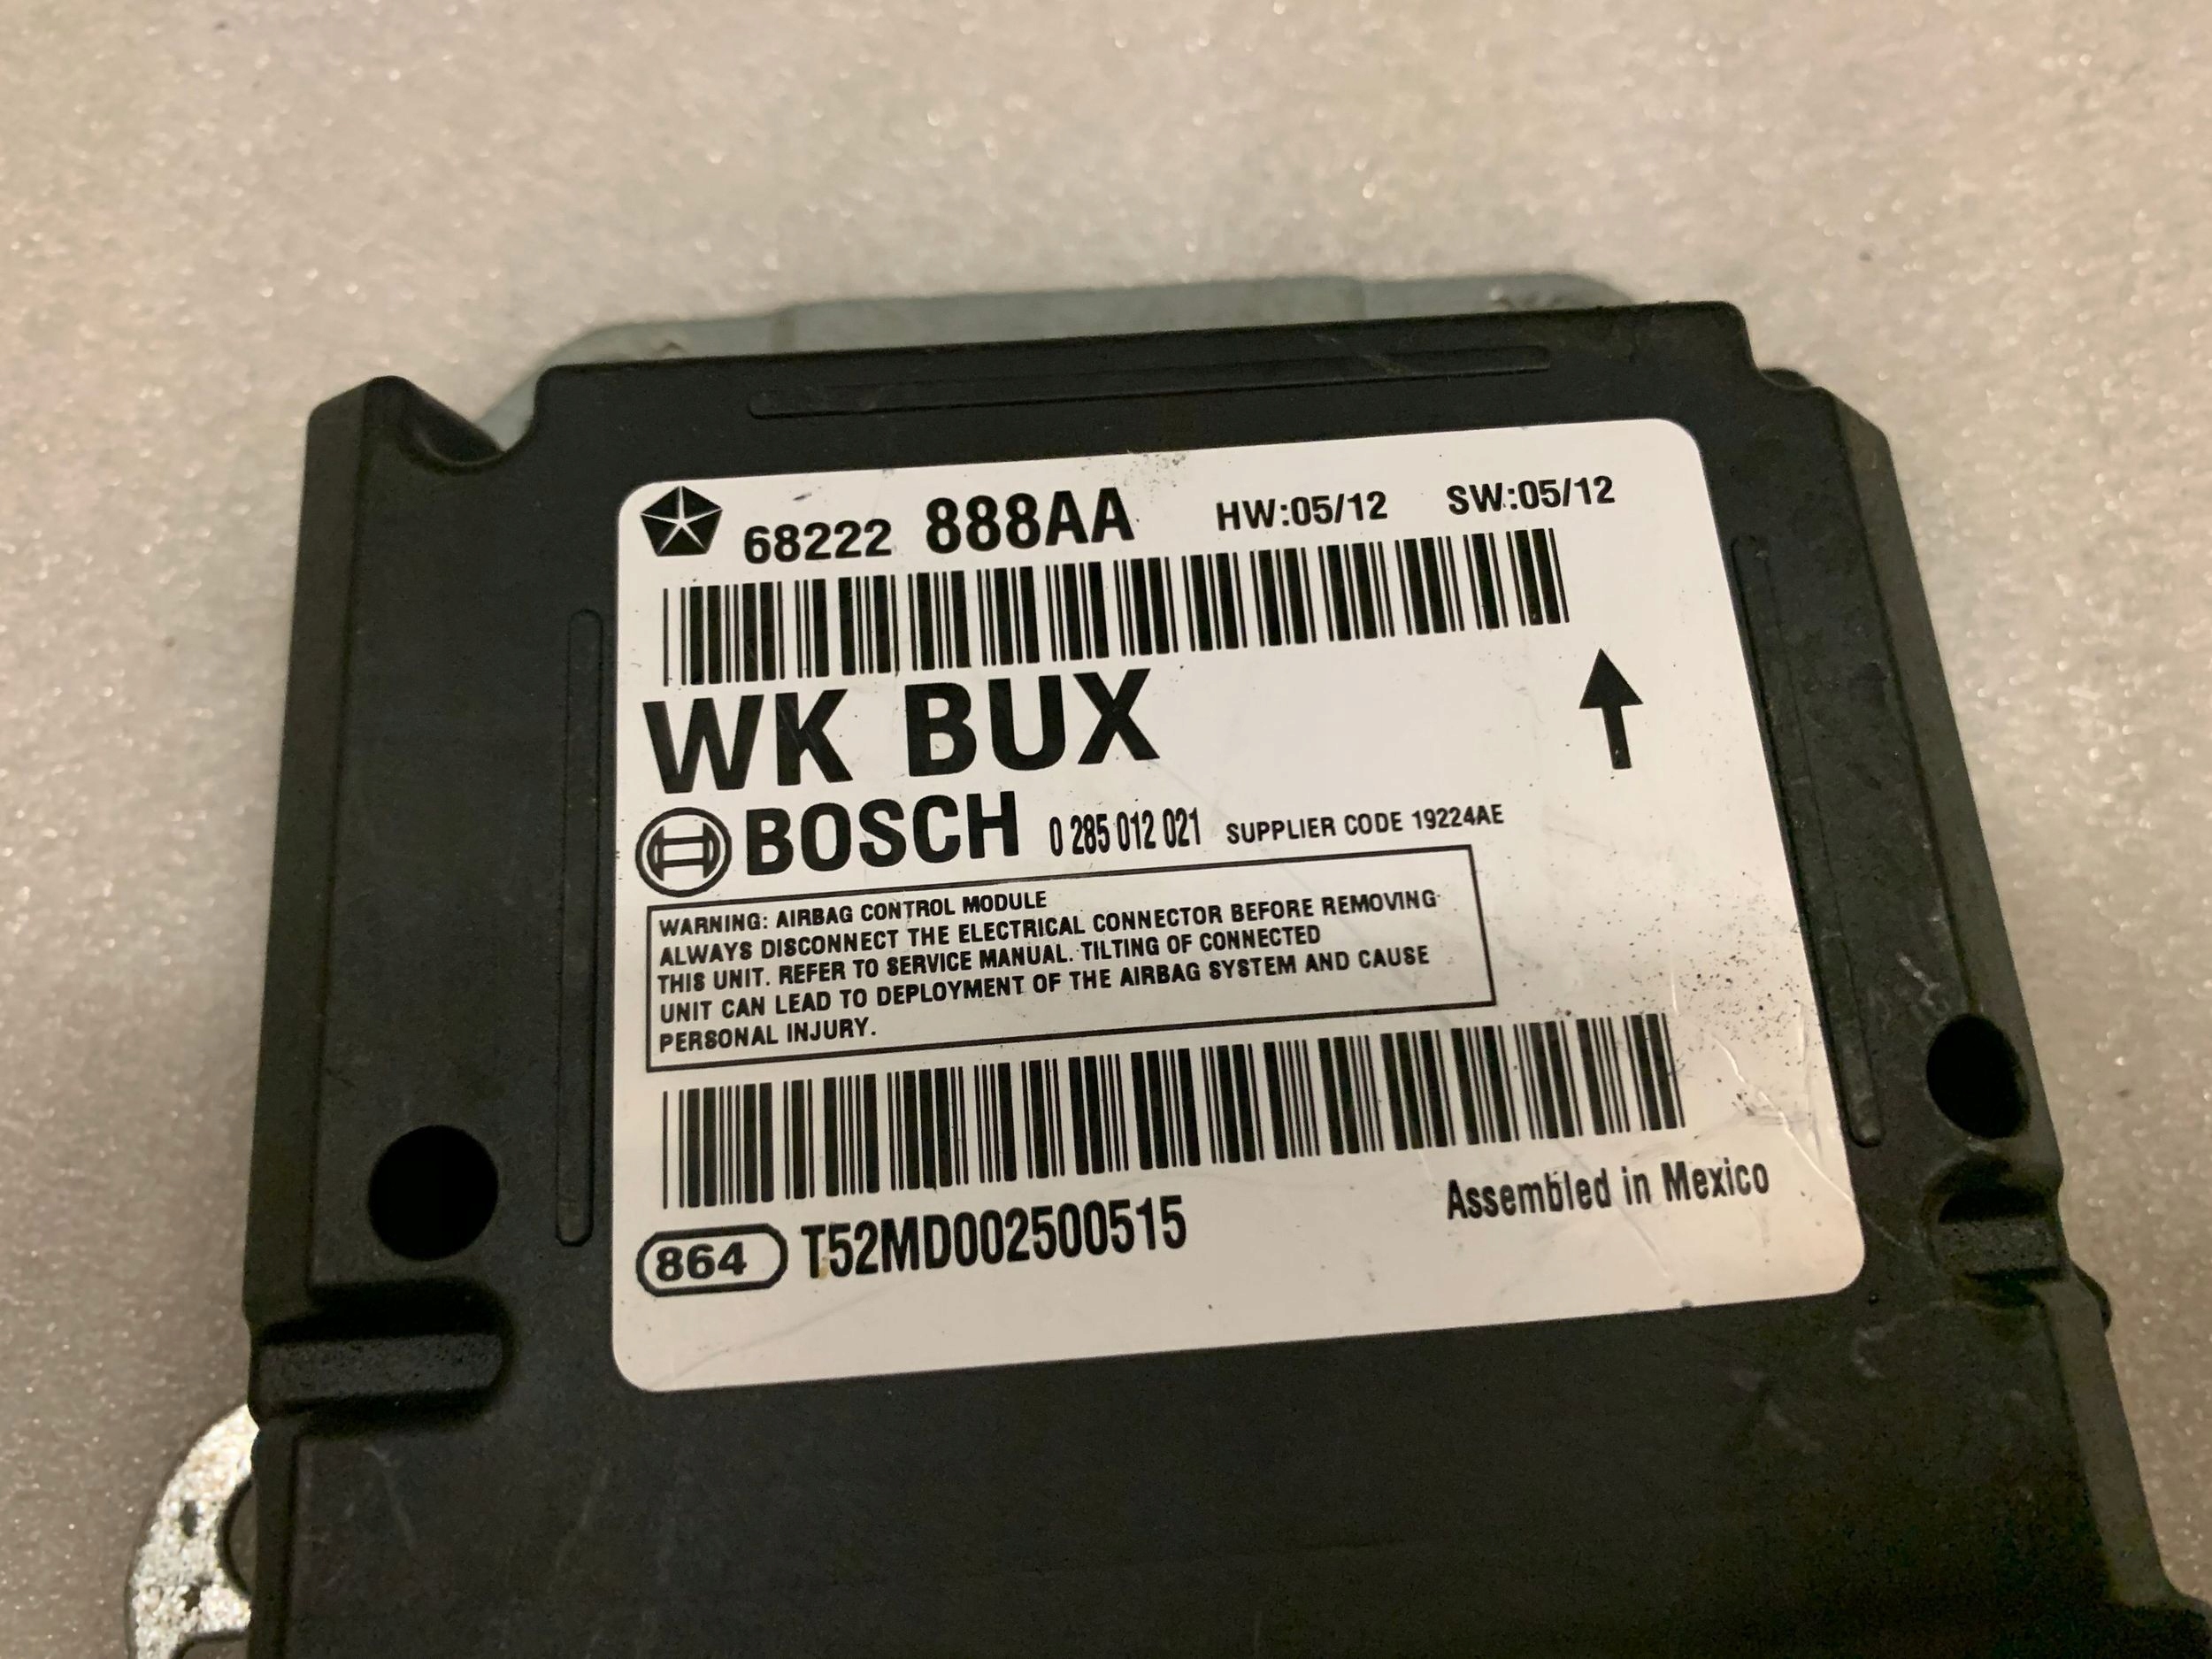 68222 888AA HW:05/12 SW:05/12
WK BUX
BOSCH 0 285 012 021 SUPPLIER CODE 19224AE
WARNING: AIRBAG CONTROL MODULE
ALWAYS DISCONNECT THE ELECTRICAL CONNECTOR BEFORE REMOVING
THIS UNIT. REFER TO SERVICE MANUAL. TILTING OF CONNECTED
UNIT CAN LEAD TO DEPLOYMENT OF THE AIRBAG SYSTEM AND CAUSE
PERSONAL INJURY.
Assembled in Mexico
864 T52MD002500515